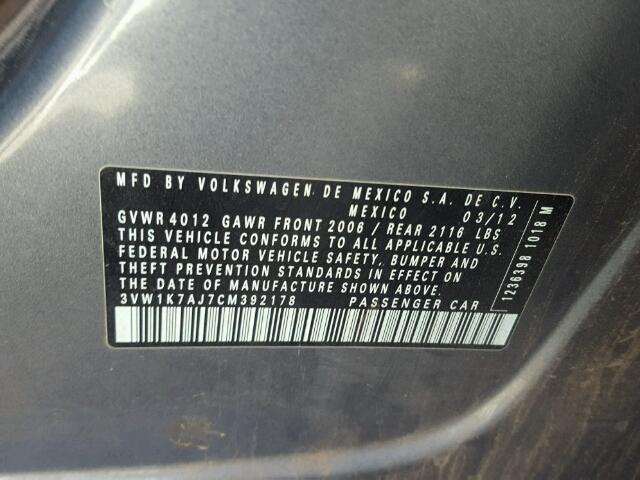 MFD BY VOLKSWAGEN DE MEXICO S.A. DE C.V.
MEXICO 03/12
GVWR 4012 GAWR FRONT 2006 / REAR 2116 LBS
THIS VEHICLE CONFORMS TO ALL APPLICABLE U.S.
FEDERAL MOTOR VEHICLE SAFETY, BUMPER AND
THEFT PREVENTION STANDARDS IN EFFECT ON
THE DATE OF MANUFACTURE SHOWN ABOVE.
3VW1K7AJ7CM392178 PASSENGER CAR
1236398 1018 M